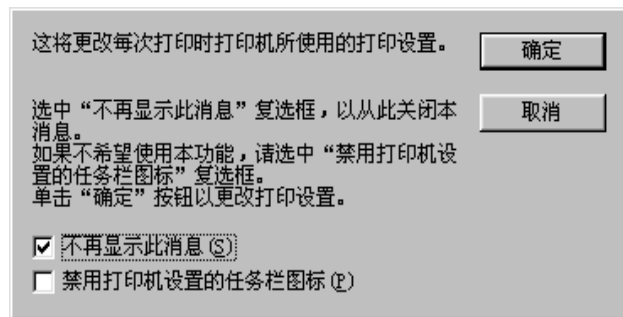 这将更改每次打印时打印机所使用的打印设置。
确定
选中“不再显示此消息”复选框，以从此关闭本
消息。
如果不希望使用本功能，请选中“禁用打印机设
置的任务栏图标”复选框。
单击“确定”按钮以更改打印设置。
取消
不再显示此消息(S)
禁用打印机设置的任务栏图标(P)